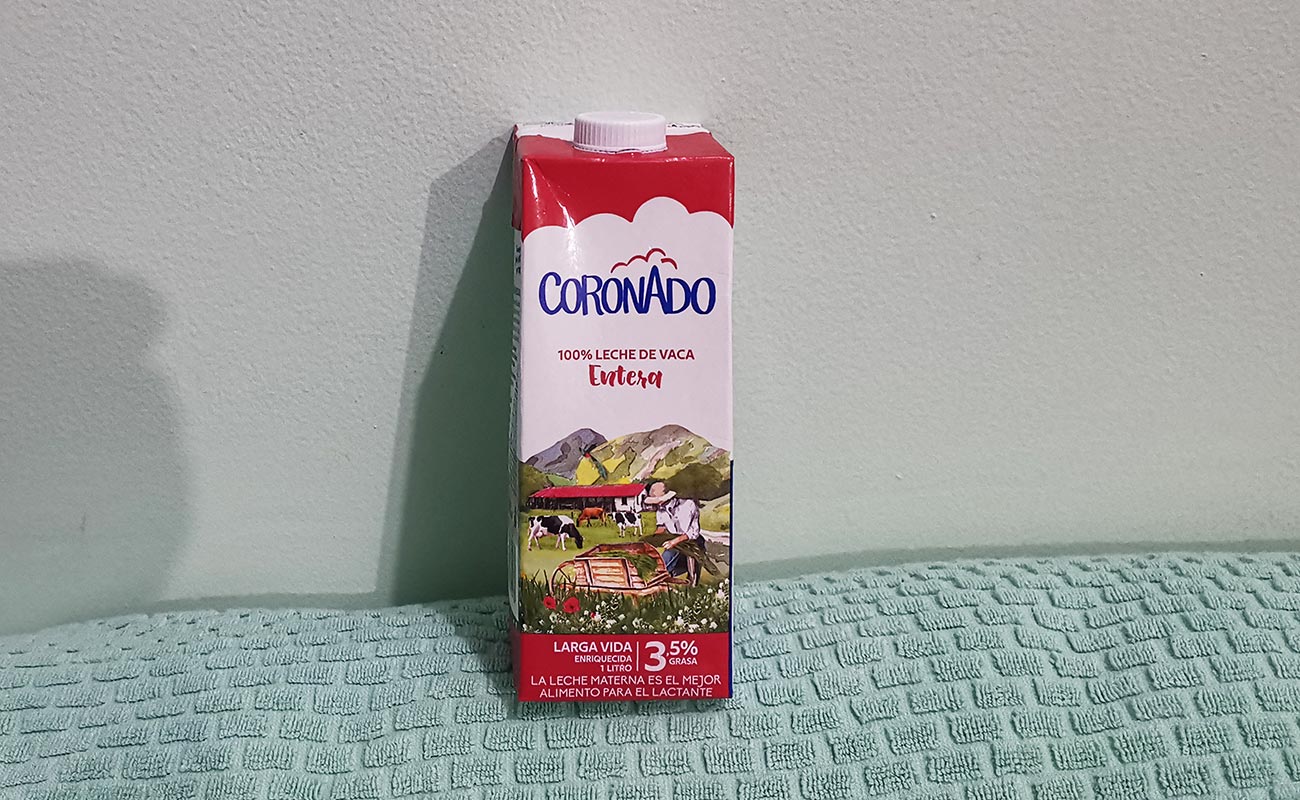 CORONADO
100% LECHE DE VACA
Entera
LARGA VIDA
ENRIQUECIDA
1 LITRO
3,5%
GRASA
LA LECHE MATERNA ES EL MEJOR
ALIMENTO PARA EL LACTANTE